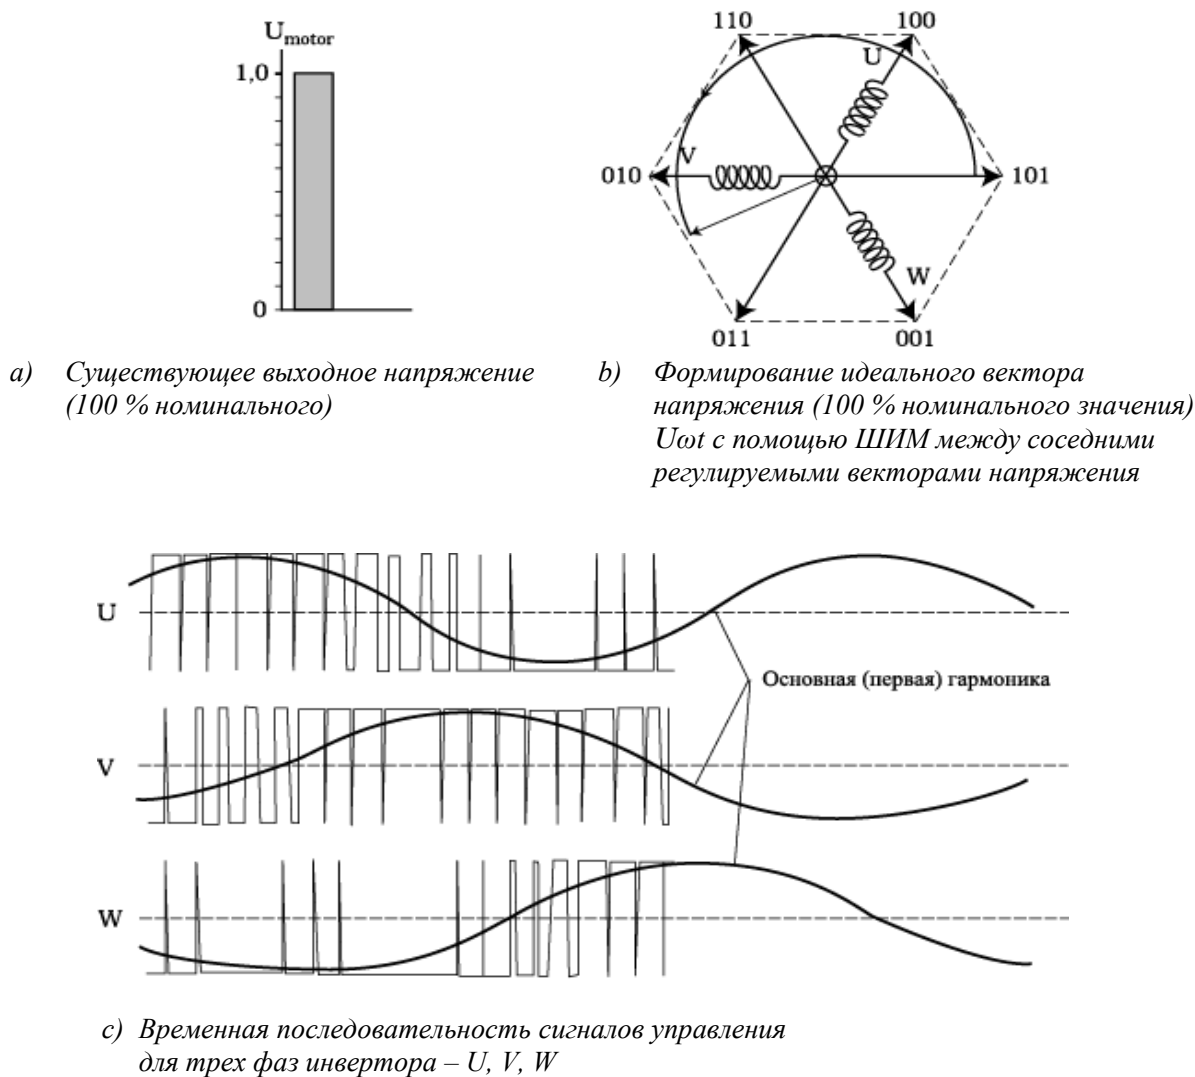 U motor
1,0
0
110
100
U
V
010
101
W
011
001
a) Существующее выходное напряжение
(100 % номинального)
b) Формирование идеального вектора
напряжения (100 % номинального значения)
Uωt с помощью ШИМ между соседними
регулируемыми векторами напряжения
U
Основная (первая) гармоника
V
W
c) Временная последовательность сигналов управления
для трех фаз инвертора – U, V, W